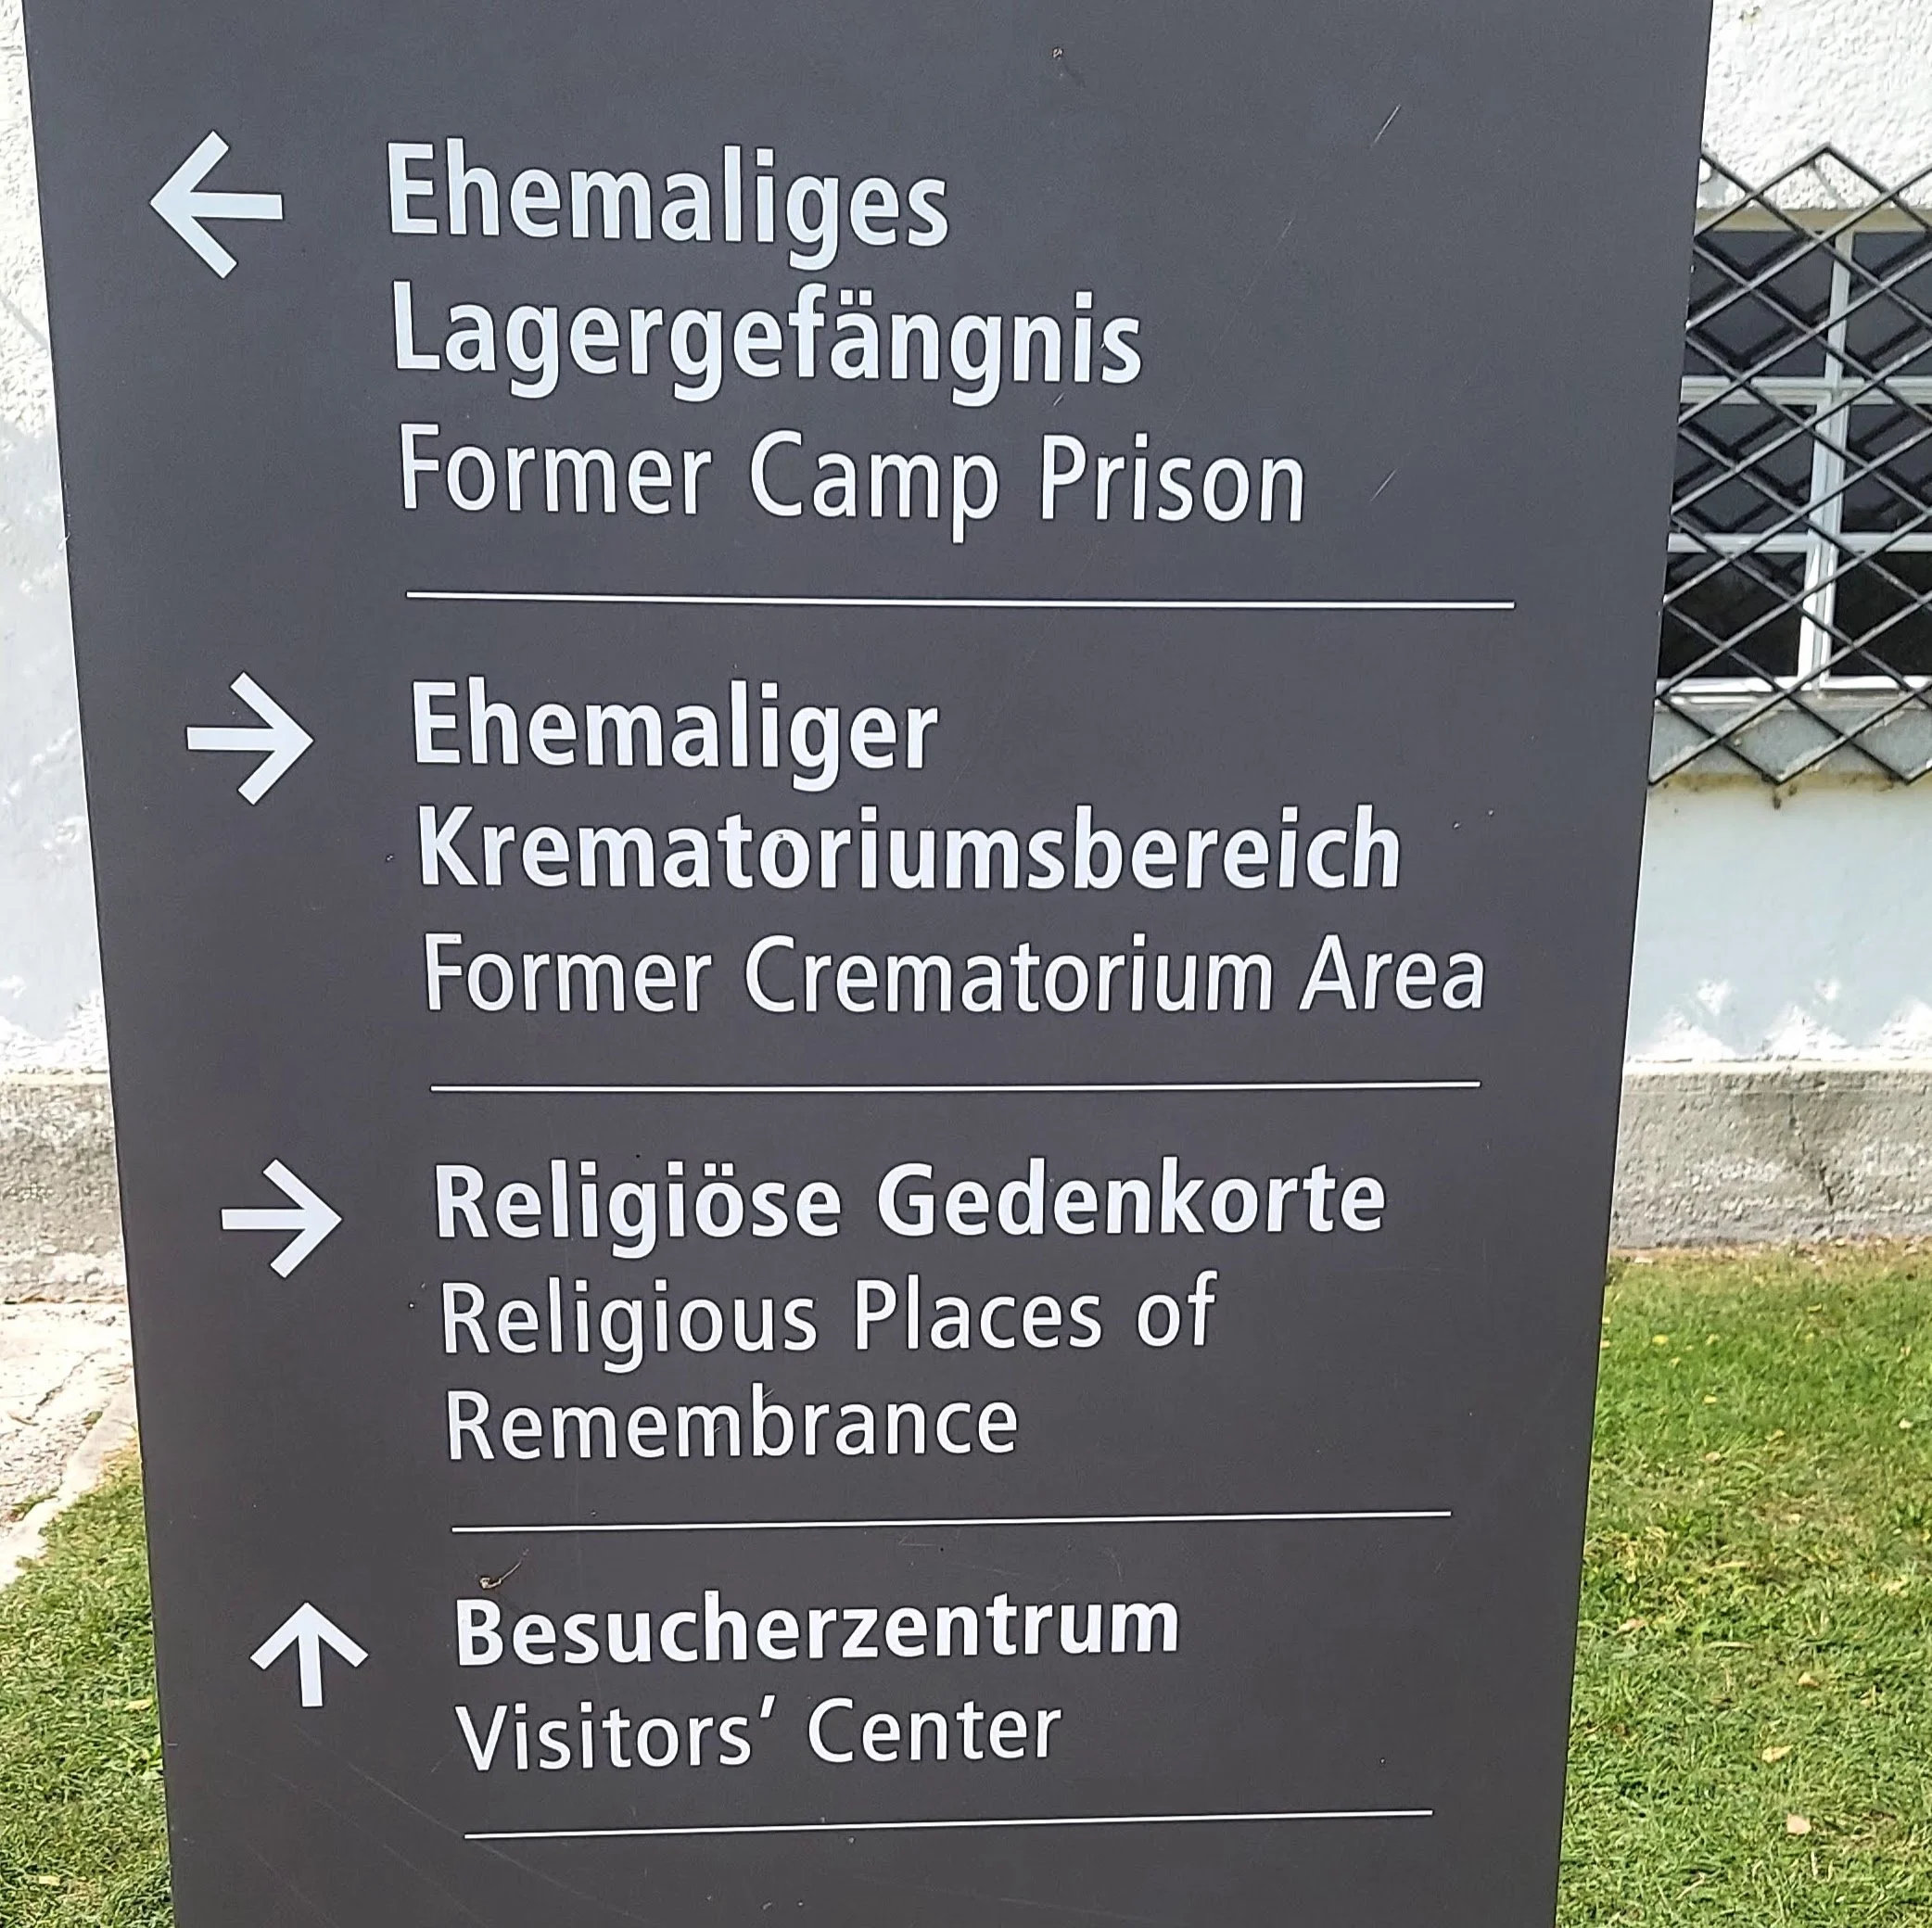 ← Ehemaliges
Lagergefängnis
Former Camp Prison
→ Ehemaliger
Krematoriumsbereich
Former Crematorium Area
→ Religiöse Gedenkorte
Religious Places of
Remembrance
↑ Besucherzentrum
Visitors’ Center